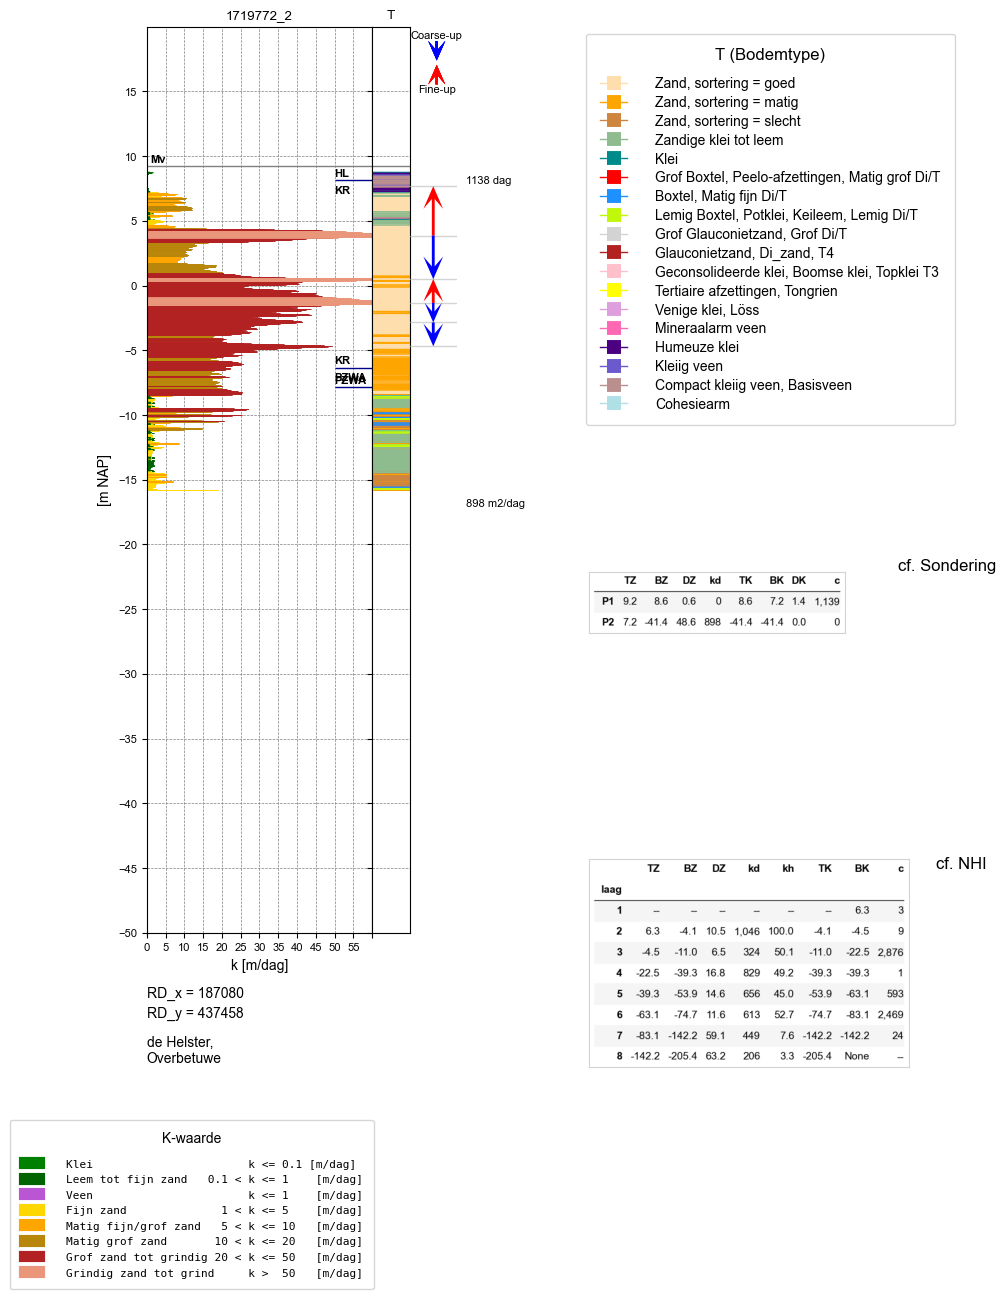 1719772_2
T
Coarse-up
Fine-up
T (Bodemtype)
Zand, sortering = goed
Zand, sortering = matig
Zand, sortering = slecht
Zandige klei tot leem
Klei
Grof Boxtel, Peelo-afzettingen, Matig grof Di/T
Boxtel, Matig fijn Di/T
Lemig Boxtel, Potklei, Keileem, Lemig Di/T
Grof Glauconietzand, Grof Di/T
Glauconietzand, Di_zand, T4
Geconsolideerde klei, Boomse klei, Topklei T3
Tertiaire afzettingen, Tongrien
Venige klei, Löss
Mineraalarm veen
Humeuze klei
Kleiig veen
Compact kleiig veen, Basisveen
Cohesiearm
Mv
HL
KR
1138 dag
KR
PZWA
898 m2/dag
15
10
5
0
−5
−10
−15
−20
−25
−30
−35
−40
−45
−50
[m NAP]
0 5 10 15 20 25 30 35 40 45 50 55
k [m/dag]
RD_x = 187080
RD_y = 437458
de Helster,
Overbetuwe
cf. Sondering
TZ BZ DZ kd TK BK DK c
P1 9.2 8.6 0.6 0 8.6 7.2 1.4 1,139
P2 7.2 -41.4 48.6 898 -41.4 -41.4 0.0 0
cf. NHI
TZ BZ DZ kd kh TK BK c
laag
1 -- -- -- -- -- -- 6.3 3
2 6.3 -4.1 10.5 1,046 100.0 -4.1 -4.5 9
3 -4.5 -11.0 6.5 324 50.1 -11.0 -22.5 2,876
4 -22.5 -39.3 16.8 829 49.2 -39.3 -39.3 1
5 -39.3 -53.9 14.6 656 45.0 -53.9 -63.1 593
6 -63.1 -74.7 11.6 613 52.7 -74.7 -83.1 2,469
7 -83.1 -142.2 59.1 449 7.6 -142.2 -142.2 24
8 -142.2 -205.4 63.2 206 3.3 -205.4 None --
K-waarde
Klei k <= 0.1 [m/dag]
Leem tot fijn zand 0.1 < k <= 1 [m/dag]
Veen k <= 1 [m/dag]
Fijn zand 1 < k <= 5 [m/dag]
Matig fijn/grof zand 5 < k <= 10 [m/dag]
Matig grof zand 10 < k <= 20 [m/dag]
Grof zand tot grindig 20 < k <= 50 [m/dag]
Grindig zand tot grind k > 50 [m/dag]